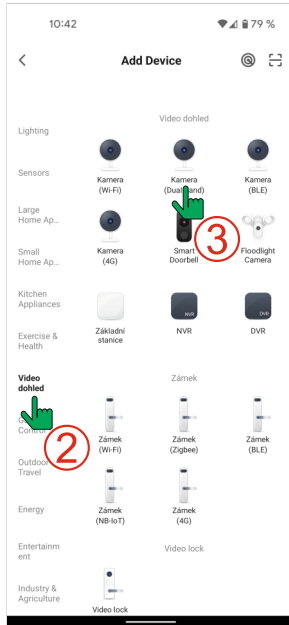 10:42
79 %
Add Device
Video dohled
Lighting
Sensors
Large
Home Ap...
Small
Home Ap...
Kitchen
Appliances
Exercise &
Health
Video
dohled
Control
Outdoor
Travel
Energy
Entertainm
ent
Industry &
Agriculture
Kamera
(Wi-Fi)
Kamera
(Dual band)
Kamera
(BLE)
Kamera
(4G)
Smart
Doorbell
Floodlight
Camera
3
Základní
stanice
NVR
NVR
DVR
DVR
Zámek
2
Zámek
(Wi-Fi)
Zámek
(Zigbee)
Zámek
(BLE)
Zámek
(NB-IoT)
Zámek
(4G)
Video lock
Video lock